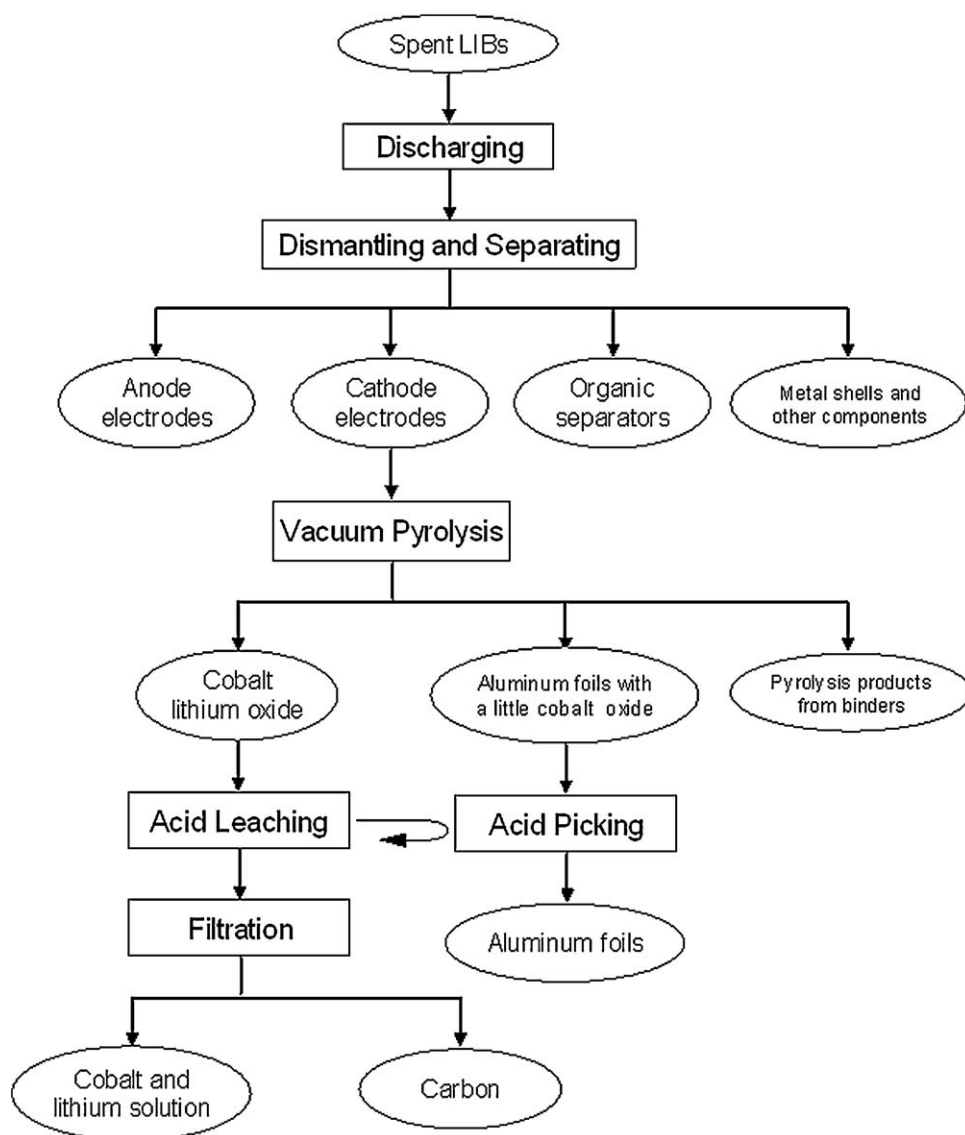 Spent LIBs
Discharging
Dismantling and Separating
Anode
electrodes
Cathode
electrodes
Organic
separators
Metal shells and
other components
Vacuum Pyrolysis
Cobalt
lithium oxide
Aluminum foils with
a little cobalt oxide
Pyrolysis products
from binders
Acid Leaching
Acid Picking
Filtration
Aluminum foils
Cobalt and
lithium solution
Carbon